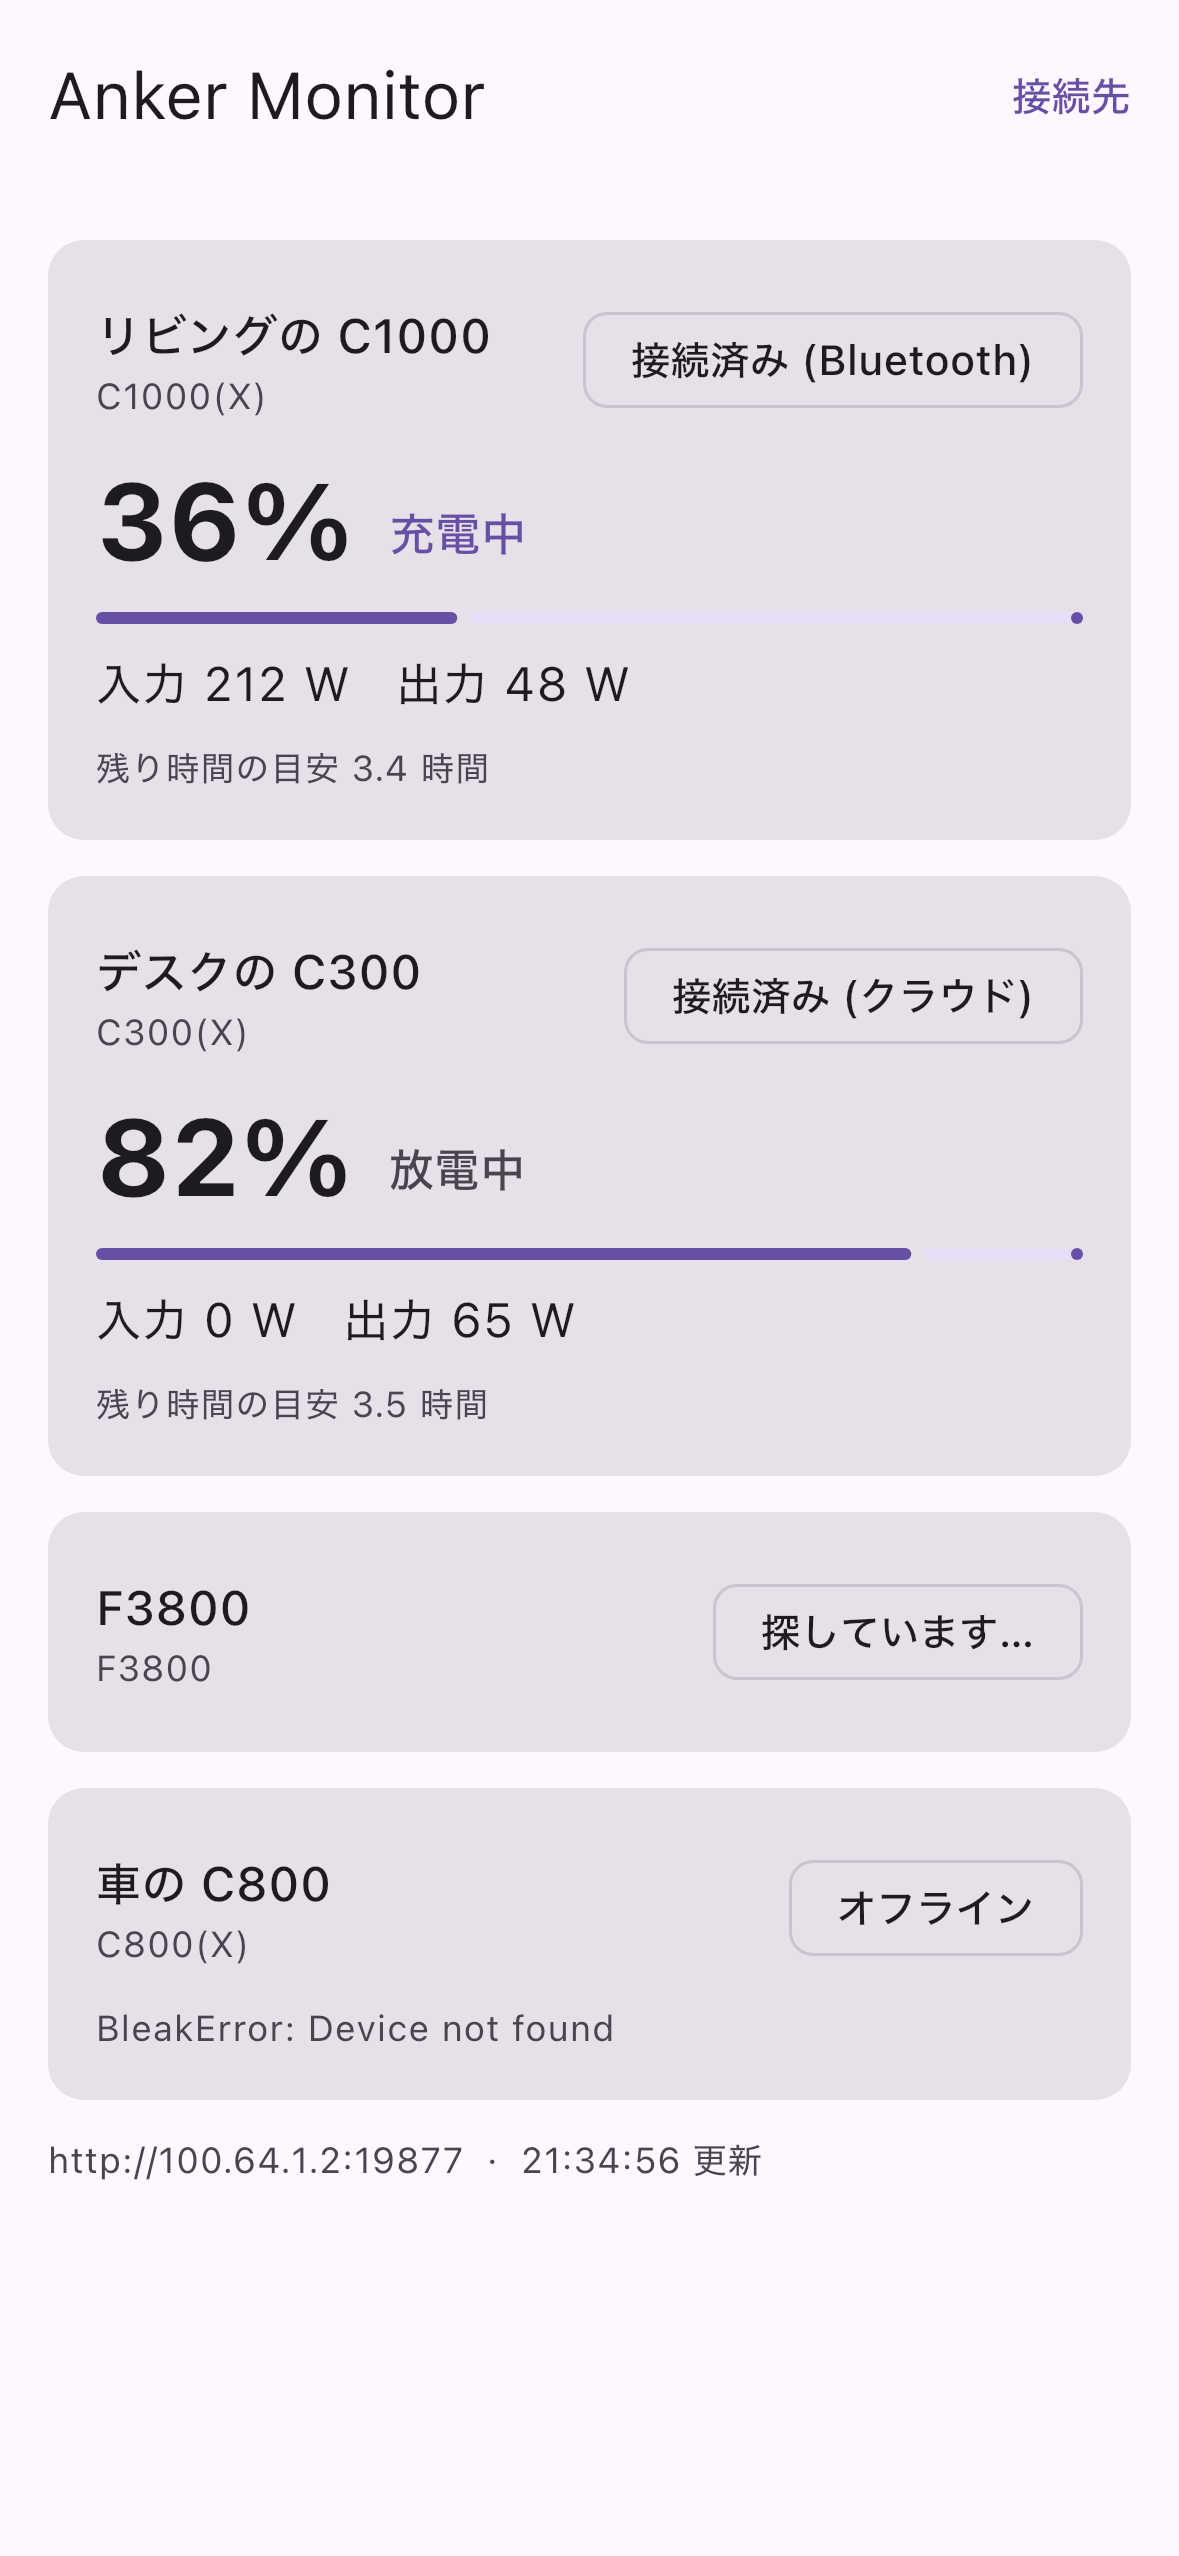 Anker Monitor
接続先
リビングの C1000
C1000(X)
接続済み (Bluetooth)
36% 充電中
入力 212 W 出力 48 W
残り時間の目安 3.4 時間
デスクの C300
C300(X)
接続済み (クラウド)
82% 放電中
入力 0 W 出力 65 W
残り時間の目安 3.5 時間
F3800
F3800
探しています…
車の C800
C800(X)
オフライン
BleakError: Device not found
http://100.64.1.2:19877 · 21:34:56 更新